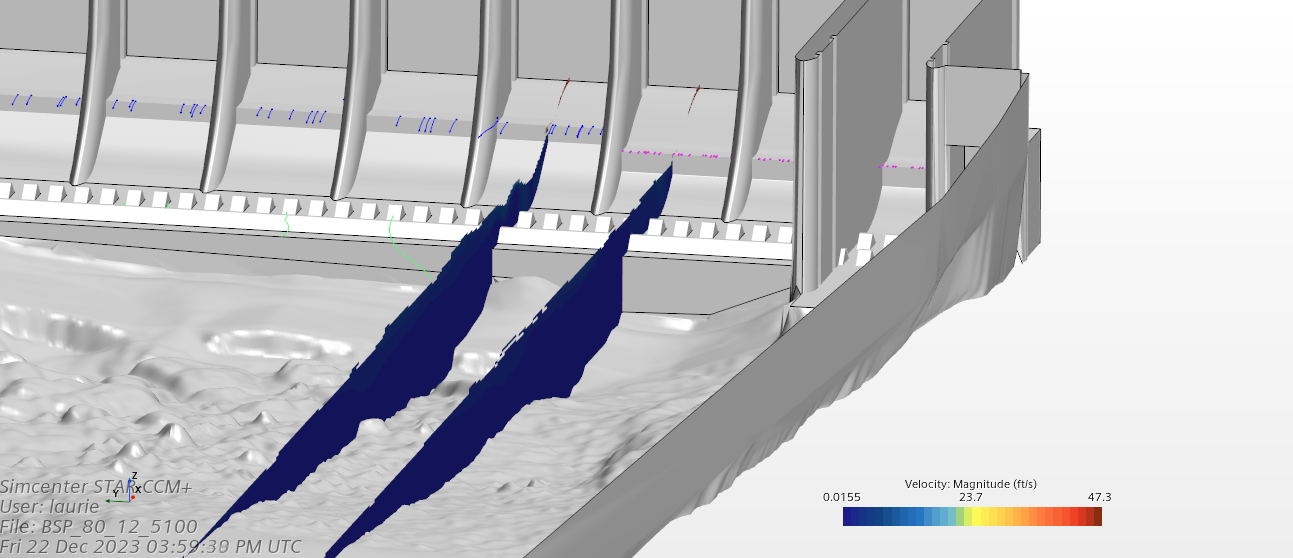 Z
Y X
Simcenter STAR-CCM+
User: laurie
File: BSP_80_12_5100
Fri 22 Dec 2023 03:59:39 PM UTC
Velocity: Magnitude (ft/s)
0.0155 23.7 47.3